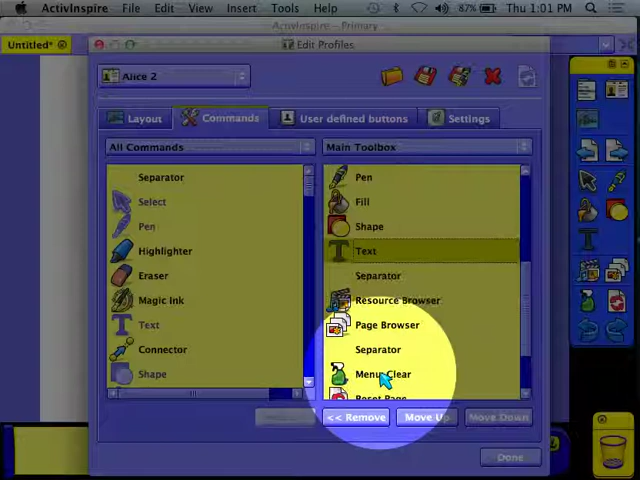 ActivInspire File Edit View Insert Tools Help 87% Thu 1:01 PM
ActivInspire - Primary
Untitled*
Edit Profiles
Alice 2
Layout Commands User defined buttons Settings
All Commands Main Toolbox
Separator
Select
Pen
Highlighter
Eraser
Magic Ink
Text
Connector
Shape
Pen
Fill
Shape
Text
Separator
Resource Browser
Page Browser
Separator
Menu Clear
Reset Page
<< Remove Move Up Move Down
Done